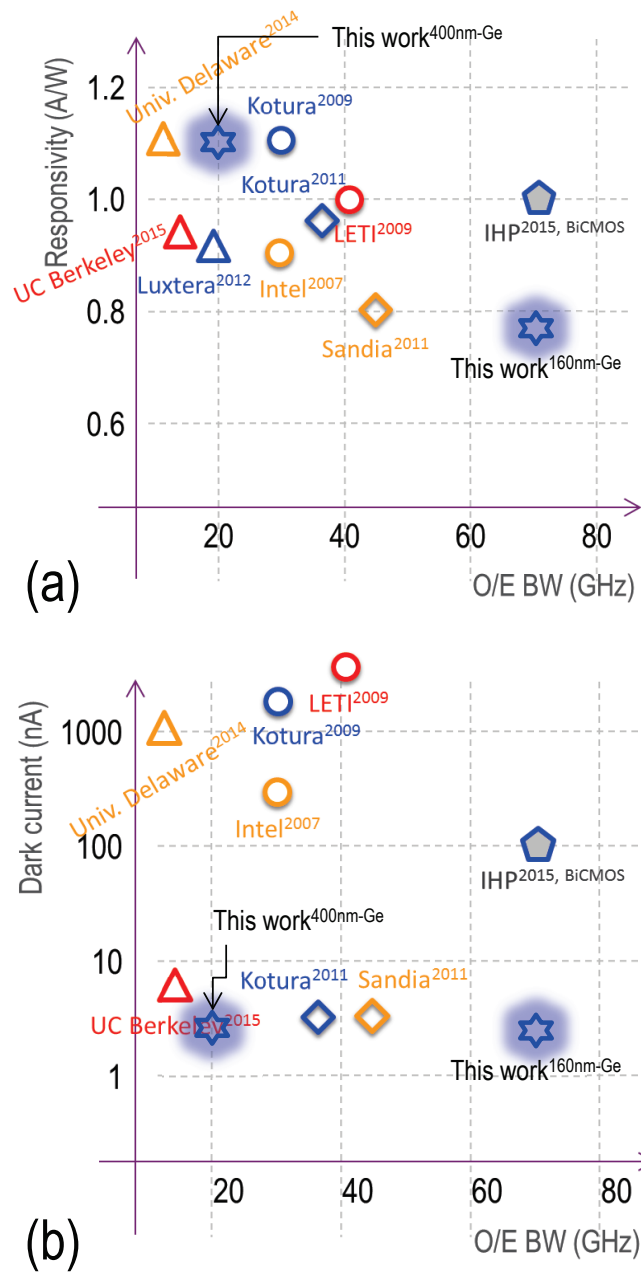 Responsivity (A/W)
Univ. Delaware2014
This work400nm-Ge
1.2
Kotura2009
Kotura2011
1.0
LETI2009
IHP2015, BiCMOS
UC Berkeley2015
Luxtera2012
Intel2007
0.8
Sandia2011
This work160nm-Ge
0.6
20 40 60 80
(a)
O/E BW (GHz)
Dark current (nA)
LETI2009
1000
Kotura2009
Univ. Delaware2014
Intel2007
100
IHP2015, BiCMOS
This work400nm-Ge
10
Kotura2011
Sandia2011
UC Berkeley2015
1
This work160nm-Ge
20 40 60 80
(b)
O/E BW (GHz)